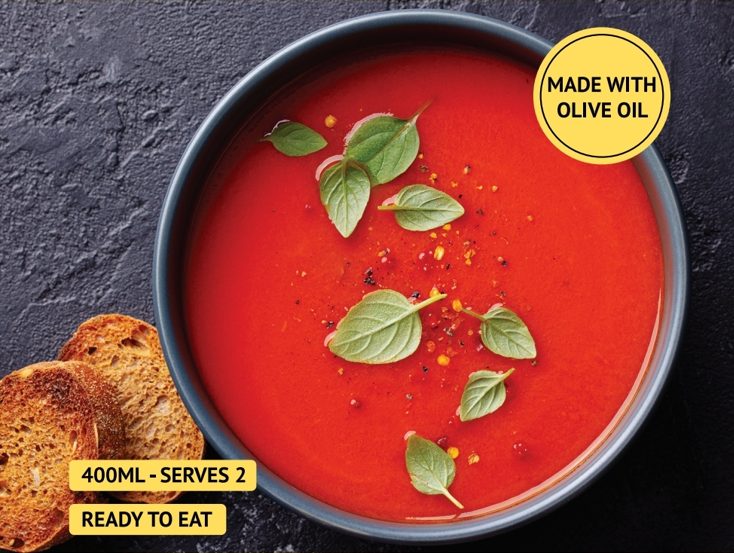 MADE WITH
OLIVE OIL
400ML - SERVES 2
READY TO EAT